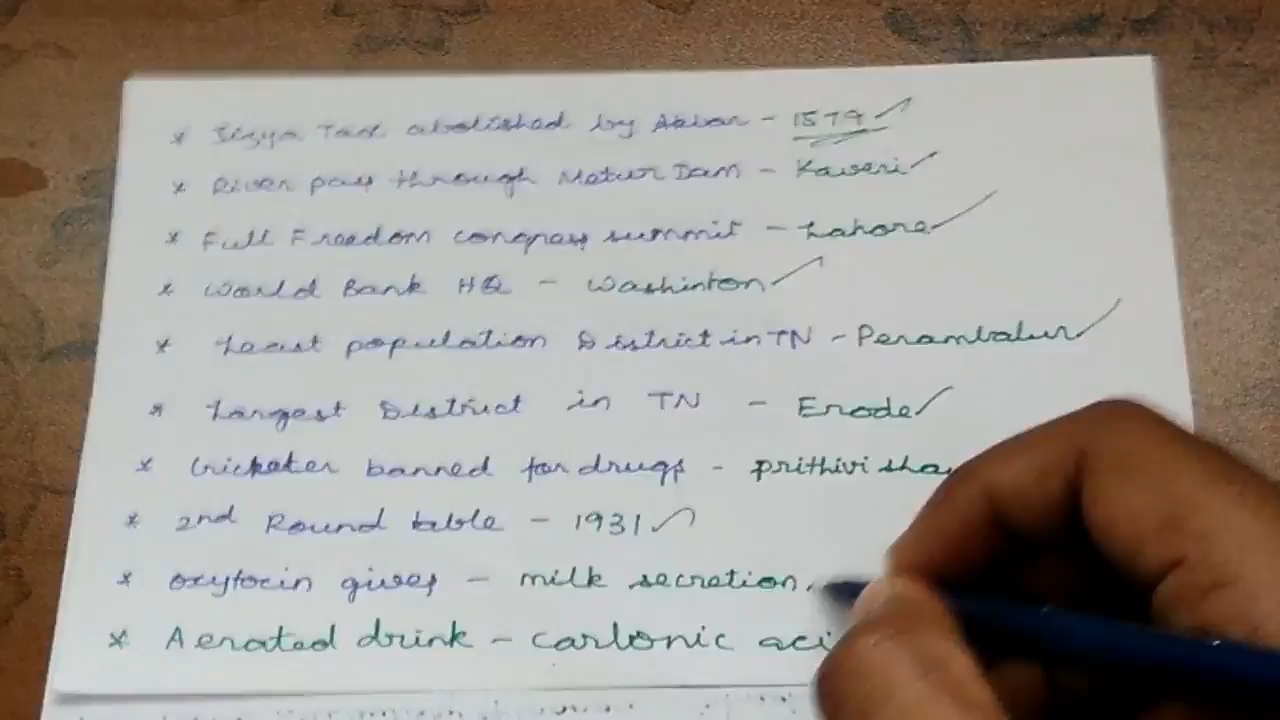 * Jizya Tax abolished by Akbar - 1579
* River pass through Metur Dam - Kaveri
* Full Freedom congress summit - Lahore
* World Bank HQ - Washinton
* Least population District in TN - Perambalur
* Largest District in TN - Erode
* Cricketer banned for drugs - prithivi sha
* 2nd Round table - 1931
* oxytocin gives - milk secretion
* Aerated drink - carbonic aci